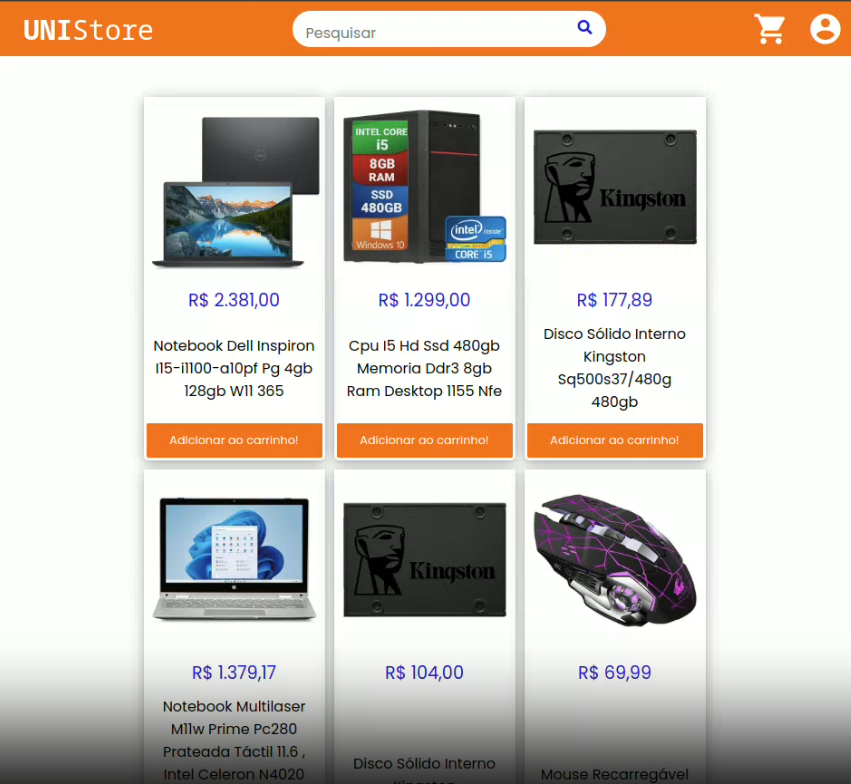 UNIStore
Pesquisar
INTEL CORE
i5
8GB
RAM
SSD
480GB
Windows 10
intel inside
CORE i5
Kingston
R$ 2.381,00
R$ 1.299,00
R$ 177,89
Notebook Dell Inspiron
I15-i1100-a10pf Pg 4gb
128gb W11 365
Cpu I5 Hd Ssd 480gb
Memoria Ddr3 8gb
Ram Desktop 1155 Nfe
Disco Sólido Interno
Kingston
Sq500s37/480g
480gb
Adicionar ao carrinho!
Adicionar ao carrinho!
Adicionar ao carrinho!
Kingston
R$ 1.379,17
R$ 104,00
R$ 69,99
Notebook Multilaser
M11w Prime Pc280
Prateada Táctil 11.6 ,
Intel Celeron N4020
Disco Sólido Interno
Mouse Recarregável